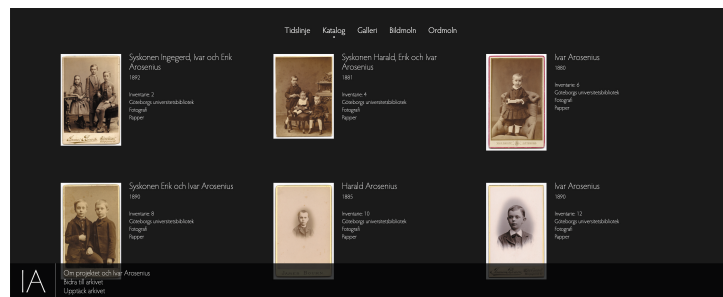 Tidslinje Katalog Galleri Bildmoln Ordmoln
Syskonen Ingegerd, Ivar och Erik
Arosenius
1892
Inventarie: 2
Göteborgs universitetsbibliotek
Fotografi
Papper
Syskonen Harald, Erik och Ivar
Arosenius
1881
Inventarie: 4
Göteborgs universitetsbibliotek
Fotografi
Papper
Ivar Arosenius
1880
Inventarie: 6
Göteborgs universitetsbibliotek
Fotografi
Papper
Syskonen Erik och Ivar Arosenius
1890
Inventarie: 8
Göteborgs universitetsbibliotek
Fotografi
Papper
Harald Arosenius
1885
Inventarie: 10
Göteborgs universitetsbibliotek
Fotografi
Papper
Ivar Arosenius
1890
Inventarie: 12
Göteborgs universitetsbibliotek
Fotografi
Papper
IA
Om projektet och Ivar Arosenius
Bidra till arkivet
Upptäck arkivet